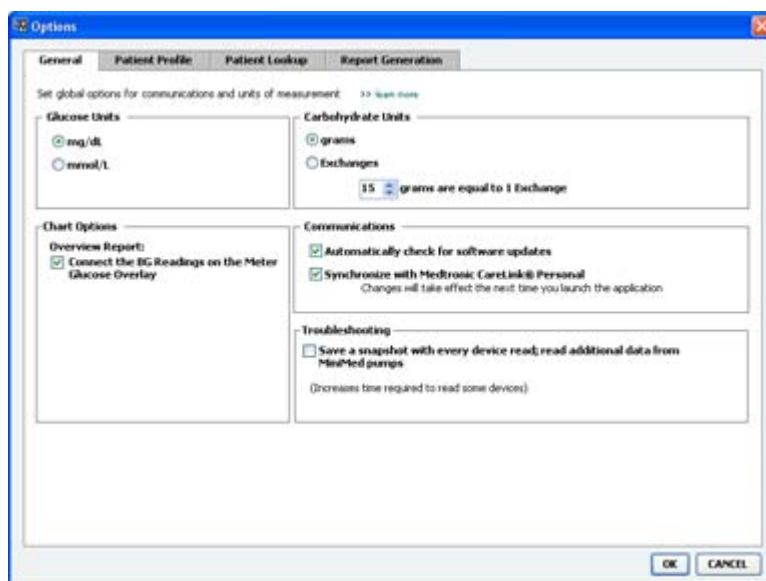 Options
General
Patient Profile
Patient Lookup
Report Generation
Set global options for communications and units of measurement >> learn more
Glucose Units
mg/dL
mmol/L
Carbohydrate Units
grams
Exchanges
15 grams are equal to 1 Exchange
Chart Options
Overview Report:
Connect the BG Readings on the Meter
Glucose Overlay
Communications
Automatically check for software updates
Synchronize with Medtronic CareLink® Personal
Changes will take effect the next time you launch the application
Troubleshooting
Save a snapshot with every device read; read additional data from
MiniMed pumps
(Increases time required to read some devices)
OK
CANCEL